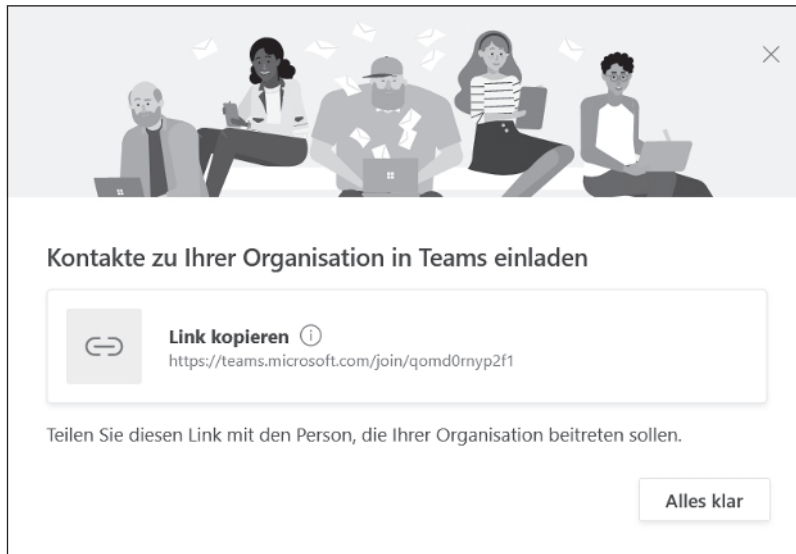 Kontakte zu Ihrer Organisation in Teams einladen
Link kopieren
https://teams.microsoft.com/join/qomd0rnyp2f1
Teilen Sie diesen Link mit den Person, die Ihrer Organisation beitreten sollen.
Alles klar